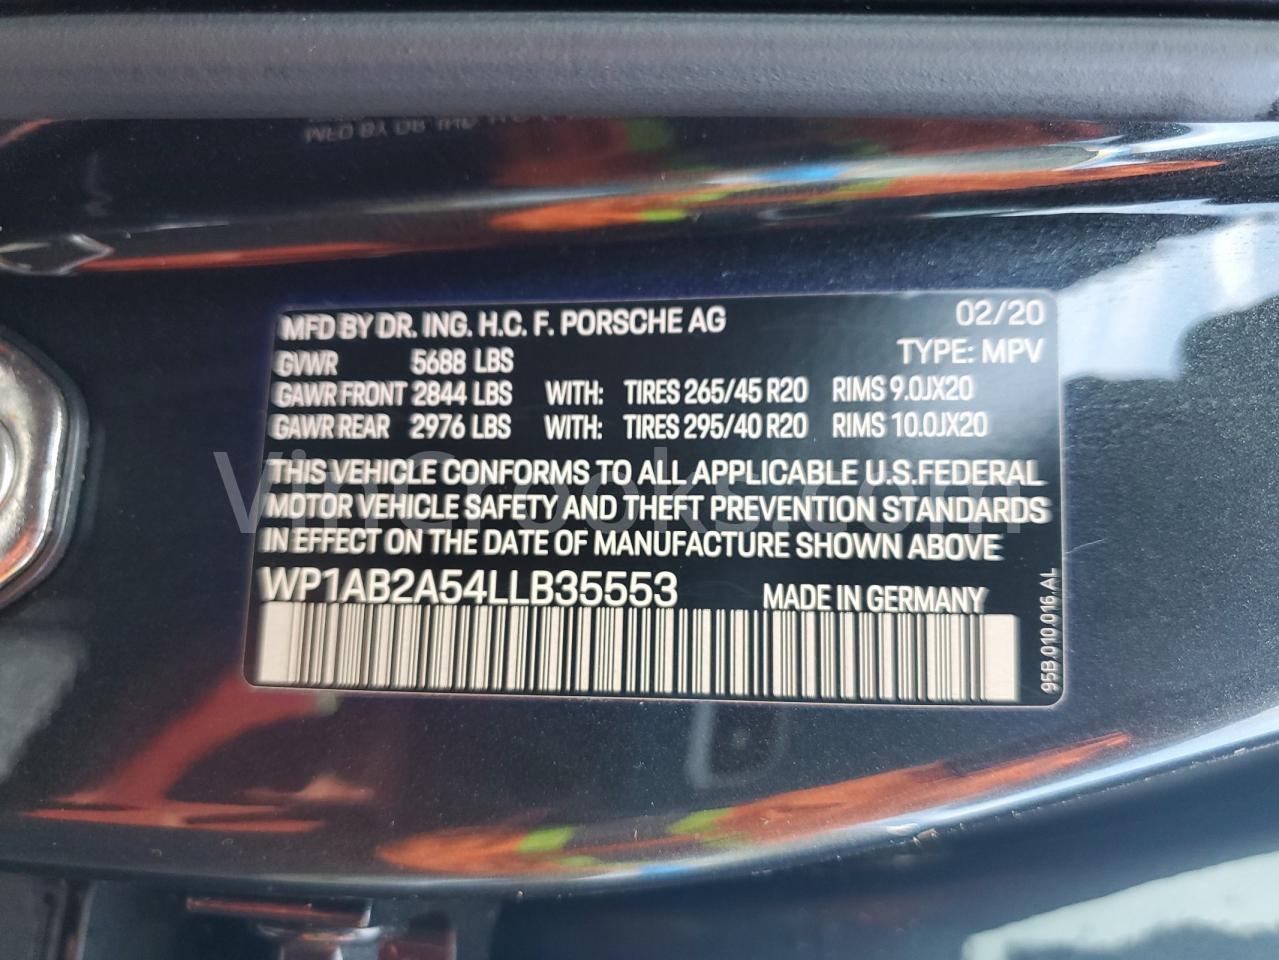 MFD BY DR. ING. H.C. F. PORSCHE AG 02/20
TYPE: MPV
GVWR 5688 LBS
GAWR FRONT 2844 LBS WITH: TIRES 265/45 R20 RIMS 9.0JX20
GAWR REAR 2976 LBS WITH: TIRES 295/40 R20 RIMS 10.0JX20
THIS VEHICLE CONFORMS TO ALL APPLICABLE U.S.FEDERAL
MOTOR VEHICLE SAFETY AND THEFT PREVENTION STANDARDS
IN EFFECT ON THE DATE OF MANUFACTURE SHOWN ABOVE
WP1AB2A54LLB35553 MADE IN GERMANY
95B.010.016.AL
VinCrooks.com